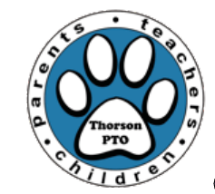 parents • teachers • children •
Thorson
PTO